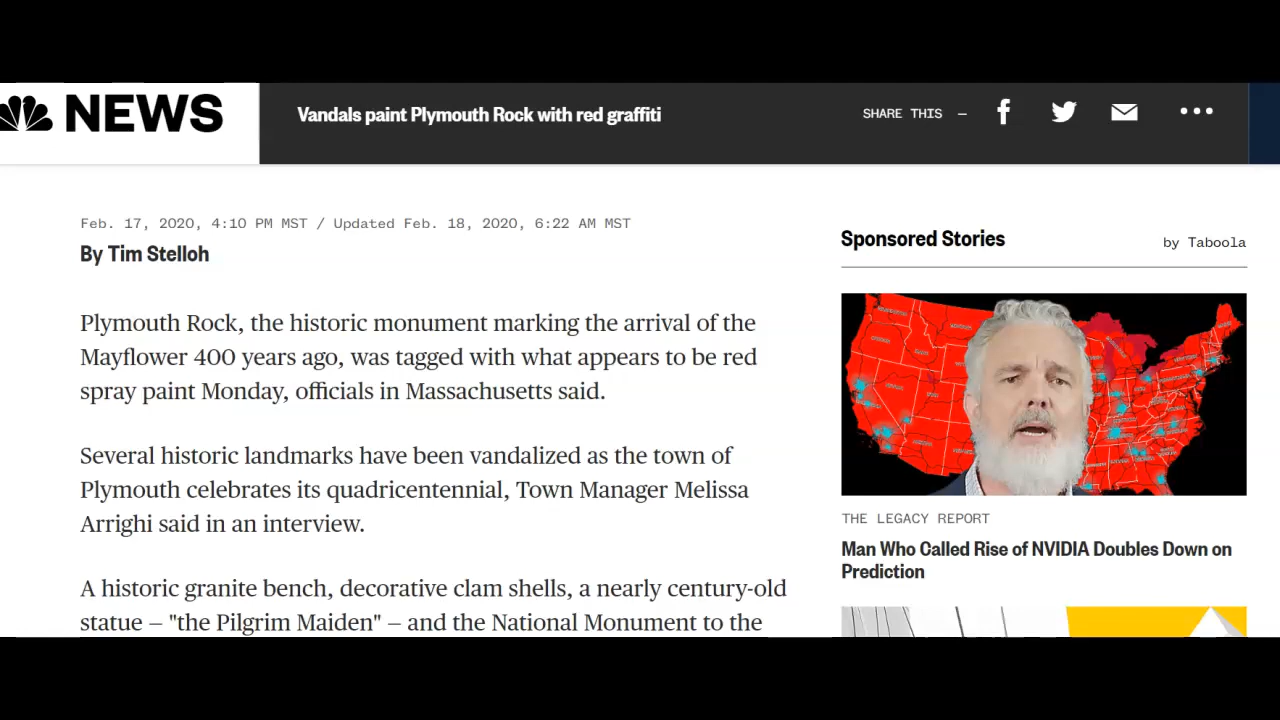 NEWS
Vandals paint Plymouth Rock with red graffiti
SHARE THIS —
Feb. 17, 2020, 4:10 PM MST / Updated Feb. 18, 2020, 6:22 AM MST
By Tim Stelloh
Plymouth Rock, the historic monument marking the arrival of the
Mayflower 400 years ago, was tagged with what appears to be red
spray paint Monday, officials in Massachusetts said.
Several historic landmarks have been vandalized as the town of
Plymouth celebrates its quadricentennial, Town Manager Melissa
Arrighi said in an interview.
A historic granite bench, decorative clam shells, a nearly century-old
statue — "the Pilgrim Maiden" — and the National Monument to the
Sponsored Stories
by Taboola
THE LEGACY REPORT
Man Who Called Rise of NVIDIA Doubles Down on
Prediction